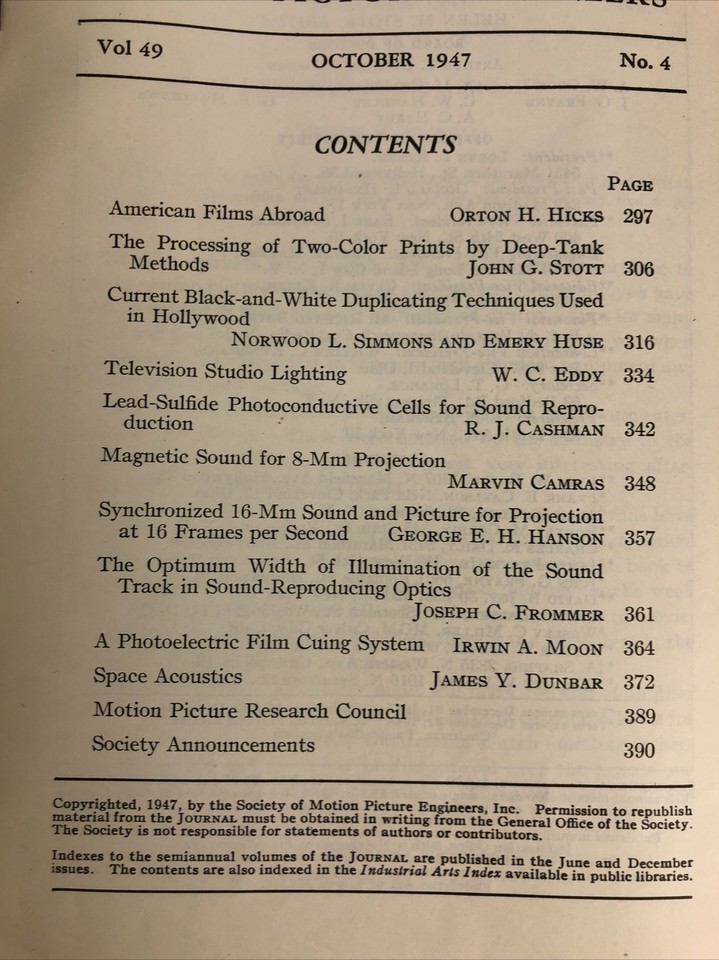 Vol 49 OCTOBER 1947 No. 4
CONTENTS
PAGE
American Films Abroad ORTON H. HICKS 297
The Processing of Two-Color Prints by Deep-Tank
Methods JOHN G. STOTT 306
Current Black-and-White Duplicating Techniques Used
in Hollywood
NORWOOD L. SIMMONS AND EMERY HUSE 316
Television Studio Lighting W. C. EDDY 334
Lead-Sulfide Photoconductive Cells for Sound Repro-
duction R. J. CASHMAN 342
Magnetic Sound for 8-Mm Projection
MARVIN CAMRAS 348
Synchronized 16-Mm Sound and Picture for Projection
at 16 Frames per Second GEORGE E. H. HANSON 357
The Optimum Width of Illumination of the Sound
Track in Sound-Reproducing Optics
JOSEPH C. FROMMER 361
A Photoelectric Film Cuing System IRWIN A. MOON 364
Space Acoustics JAMES Y. DUNBAR 372
Motion Picture Research Council 389
Society Announcements 390
Copyrighted, 1947, by the Society of Motion Picture Engineers, Inc. Permission to republish
material from the JOURNAL must be obtained in writing from the General Office of the Society.
The Society is not responsible for statements of authors or contributors.
Indexes to the semiannual volumes of the JOURNAL are published in the June and December
issues. The contents are also indexed in the Industrial Arts Index available in public libraries.